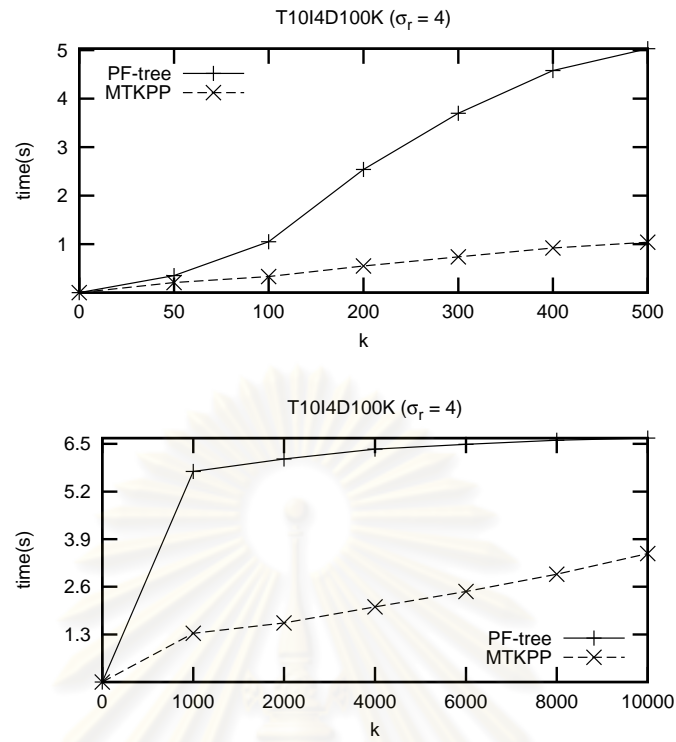 T10I4D100K (σr = 4)
5
4
3
2
1
0
time(s)
PF-tree
MTKPP
0 50 100 200 300 400 500
k
T10I4D100K (σr = 4)
6.5
5.2
3.9
2.6
1.3
time(s)
PF-tree
MTKPP
0 1000 2000 4000 6000 8000 10000
k